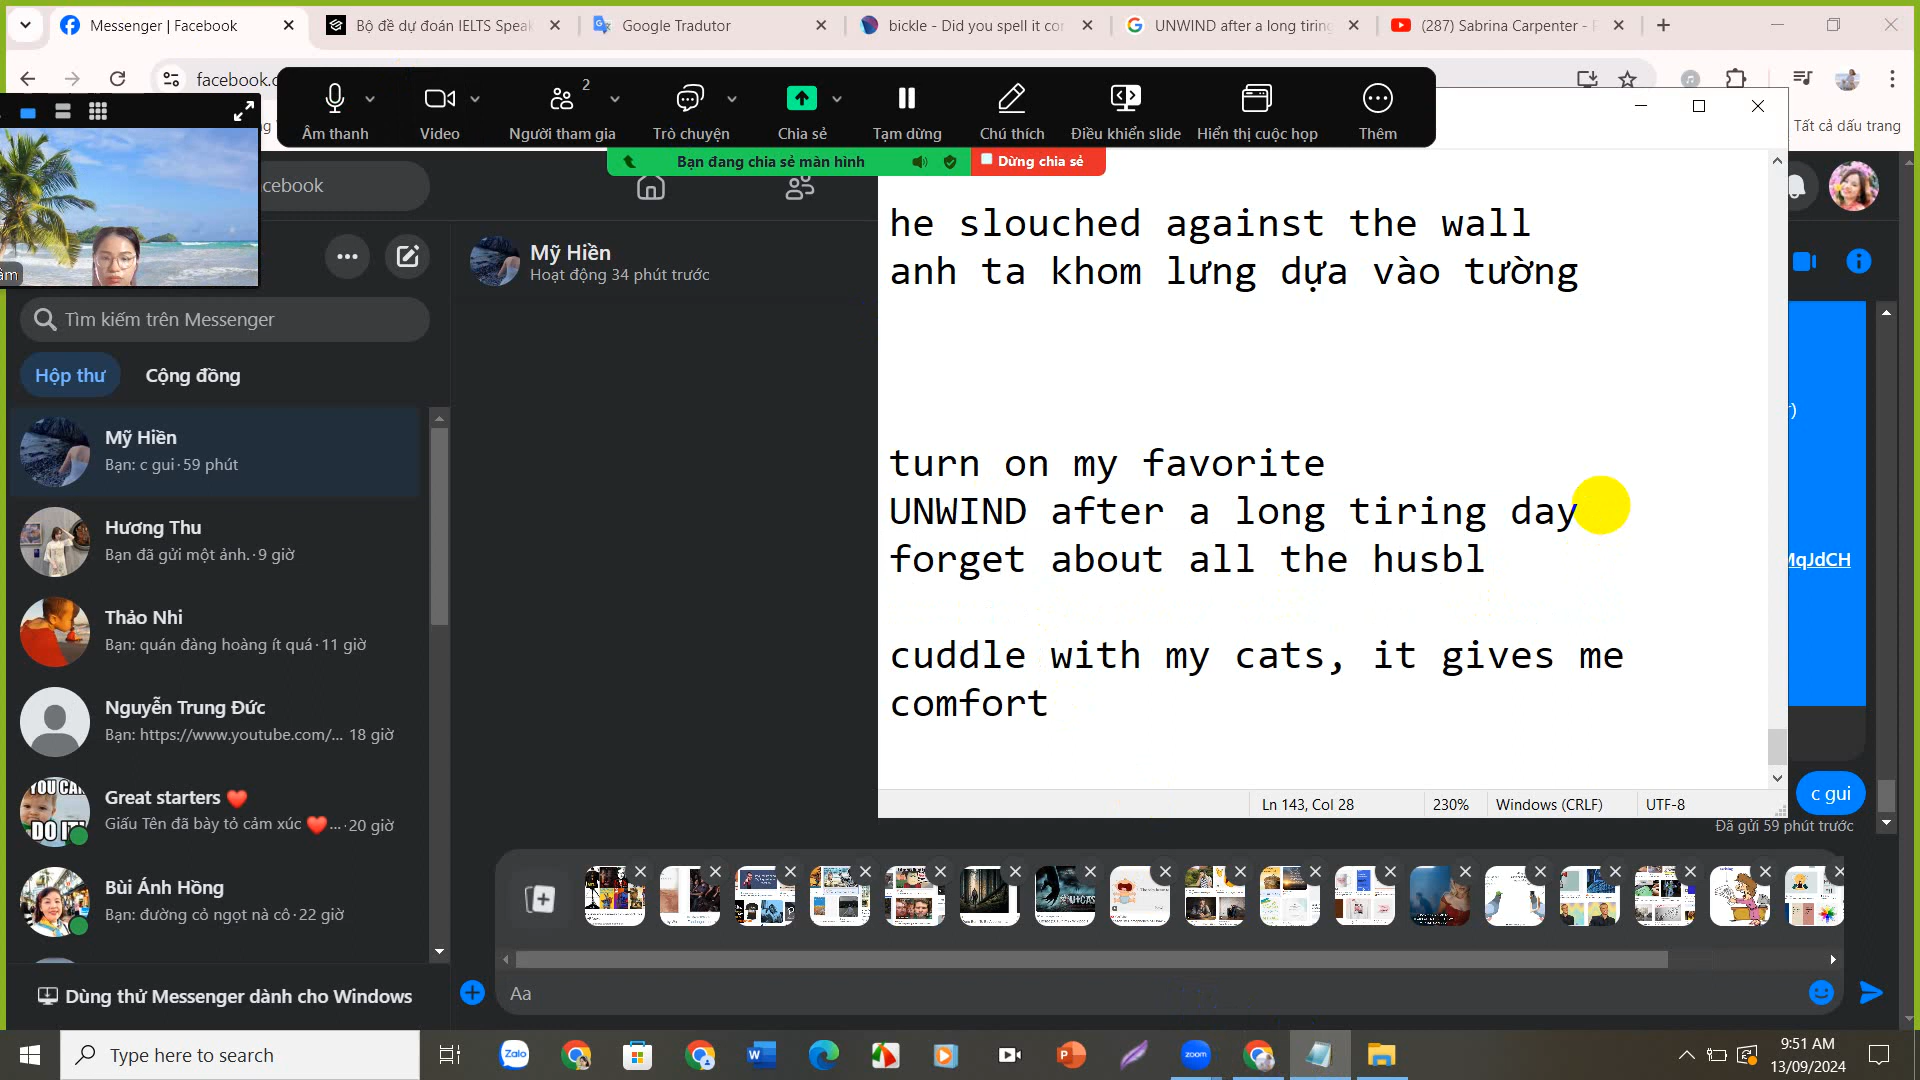 Messenger | Facebook
Bộ đề dự đoán IELTS Speak
Google Tradutor
bickle - Did you spell it cor
UNWIND after a long tiring
(287) Sabrina Carpenter -
facebook.c
Tất cả dấu trang
Âm thanh
Video
2
Người tham gia
Trò chuyện
Chia sẻ
Tạm dừng
Chú thích
Điều khiển slide
Hiển thị cuộc họp
Thêm
Bạn đang chia sẻ màn hình
Dừng chia sẻ
cebook
Mỹ Hiền
Hoạt động 34 phút trước
Tìm kiếm trên Messenger
Hộp thư
Cộng đồng
Mỹ Hiền
Bạn: c gui · 59 phút
Hương Thu
Bạn đã gửi một ảnh. · 9 giờ
Thảo Nhi
Bạn: quán đàng hoàng ít quá · 11 giờ
Nguyễn Trung Đức
Bạn: https://www.youtube.com/... 18 giờ
Great starters ❤️
Giấu Tên đã bày tỏ cảm xúc ❤️... · 20 giờ
Bùi Ánh Hồng
Bạn: đường cỏ ngọt nà cô · 22 giờ
Dùng thử Messenger dành cho Windows
he slouched against the wall
anh ta khom lưng dựa vào tường
turn on my favorite
UNWIND after a long tiring day
forget about all the husbl
cuddle with my cats, it gives me
comfort
Ln 143, Col 28
230%
Windows (CRLF)
UTF-8
MqJdCH
c gui
Đã gửi 59 phút trước
Aa
Type here to search
9:51 AM
13/09/2024